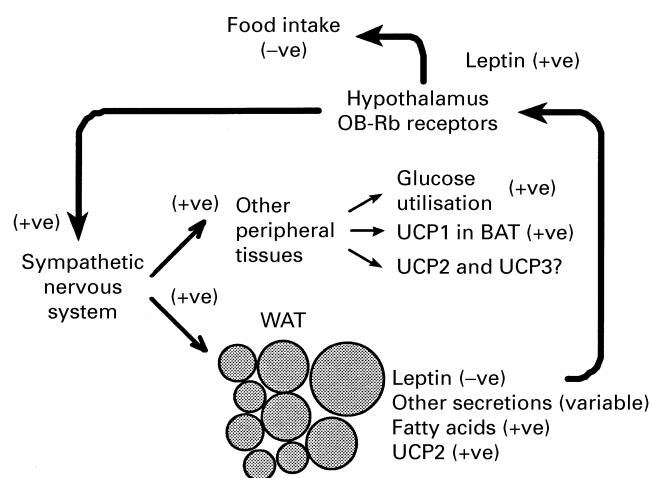 Food intake
(–ve)
Leptin (+ve)
Hypothalamus
OB-Rb receptors
(+ve)
Sympathetic
nervous
system
(+ve)
Other
peripheral
tissues
Glucose
utilisation
(+ve)
UCP1 in BAT (+ve)
UCP2 and UCP3?
(+ve)
WAT
Leptin (–ve)
Other secretions (variable)
Fatty acids (+ve)
UCP2 (+ve)